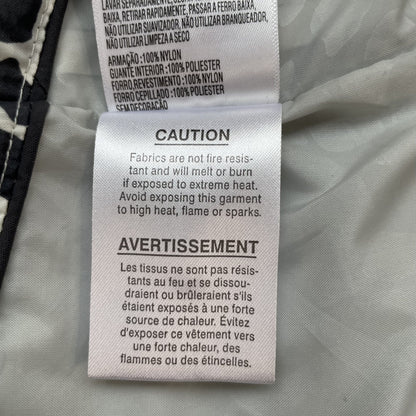 LAVAR SEPARADAMENTE,
BAIXA, RETIRAR RAPIDAMENTE, PASSAR A FERRO BAIXA,
NÃO UTILIZAR SUAVIZADOR, NÃO UTILIZAR BRANQUEADOR,
NÃO UTILIZAR LIMPEZA A SECO
ARMAÇÃO :100% NYLON
GUANTE INTERIOR :100% POLIESTER
FORRO :100% NYLON
FORRO CEPILLADO :100% POLIESTER
SEM DECORAÇÃO
CAUTION
Fabrics are not fire resis-
tant and will melt or burn
if exposed to extreme heat.
Avoid exposing this garment
to high heat, flame or sparks.
AVERTISSEMENT
Les tissus ne sont pas résis-
tants au feu et se dissou-
draient ou brûleraient s'ils
étaient exposés à une forte
source de chaleur. Évitez
d'exposer ce vêtement vers
une forte chaleur, des
flammes ou des étincelles.